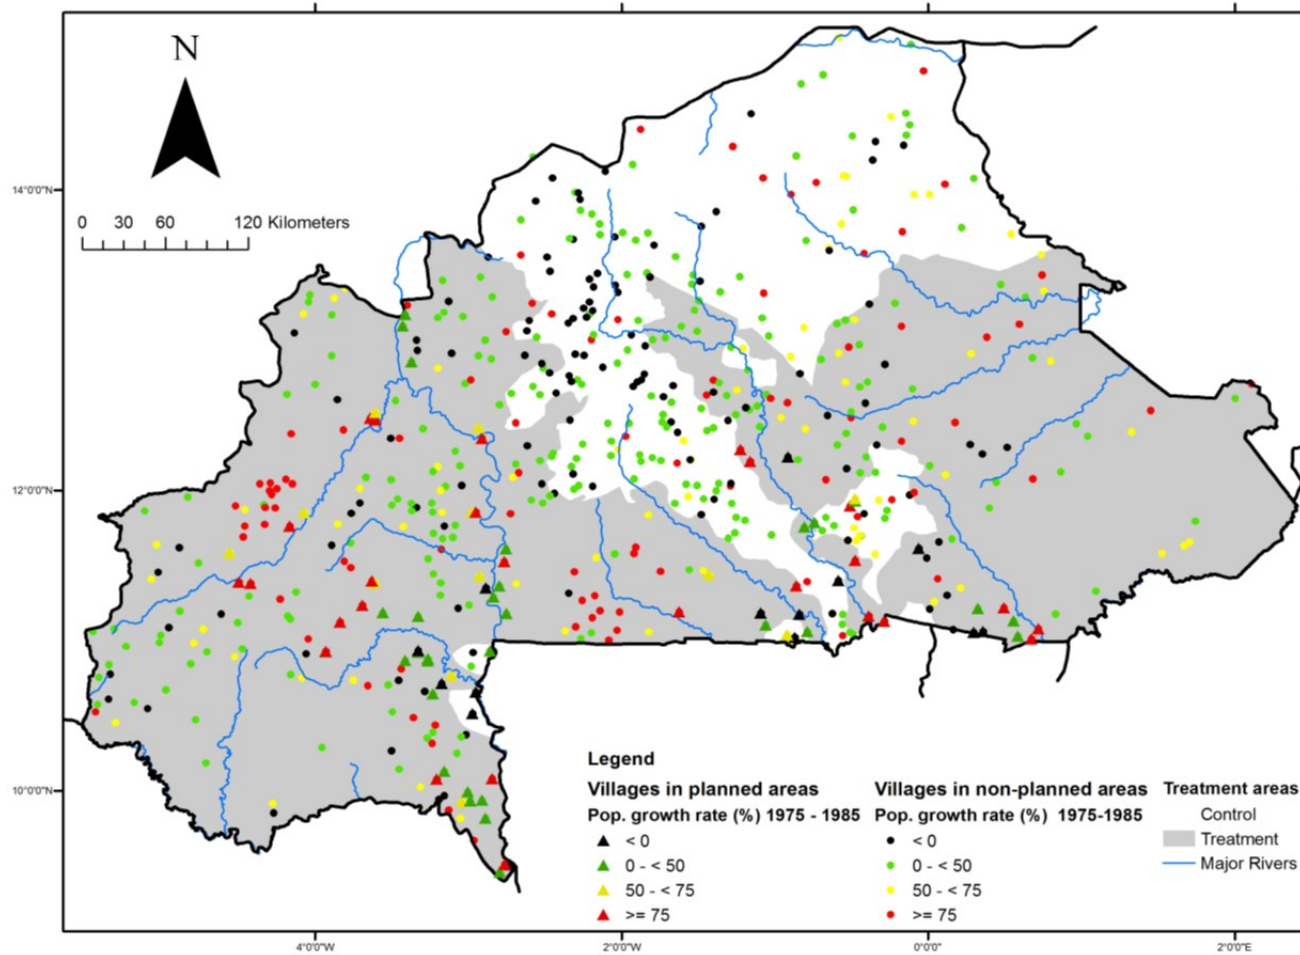 N
14°0'0"N
0 30 60 120 Kilometers
12°0'0"N
10°0'0"N
Legend
Villages in planned areas
Pop. growth rate (%) 1975 - 1985
< 0
0 - < 50
50 - < 75
>= 75
Villages in non-planned areas
Pop. growth rate (%) 1975-1985
< 0
0 - < 50
50 - < 75
>= 75
Treatment areas
Control
Treatment
Major Rivers
4°0'0"W 2°0'0"W 0°0'0" 2°0'0"E